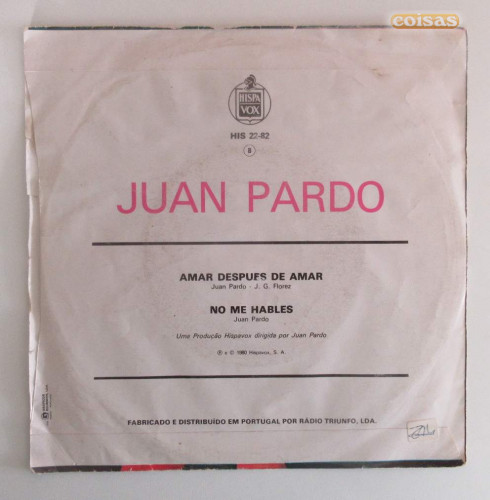 coisas
HISPA
VOX
HIS 22-82
B
JUAN PARDO
AMAR DESPUES DE AMAR
Juan Pardo - J. G. Florez
NO ME HABLES
Juan Pardo
Uma Produção Hispavox dirigida por Juan Pardo
℗ e © 1980 Hispavox, S. A.
FABRICADO E DISTRIBUÍDO EM PORTUGAL POR RÁDIO TRIUNFO, LDA.